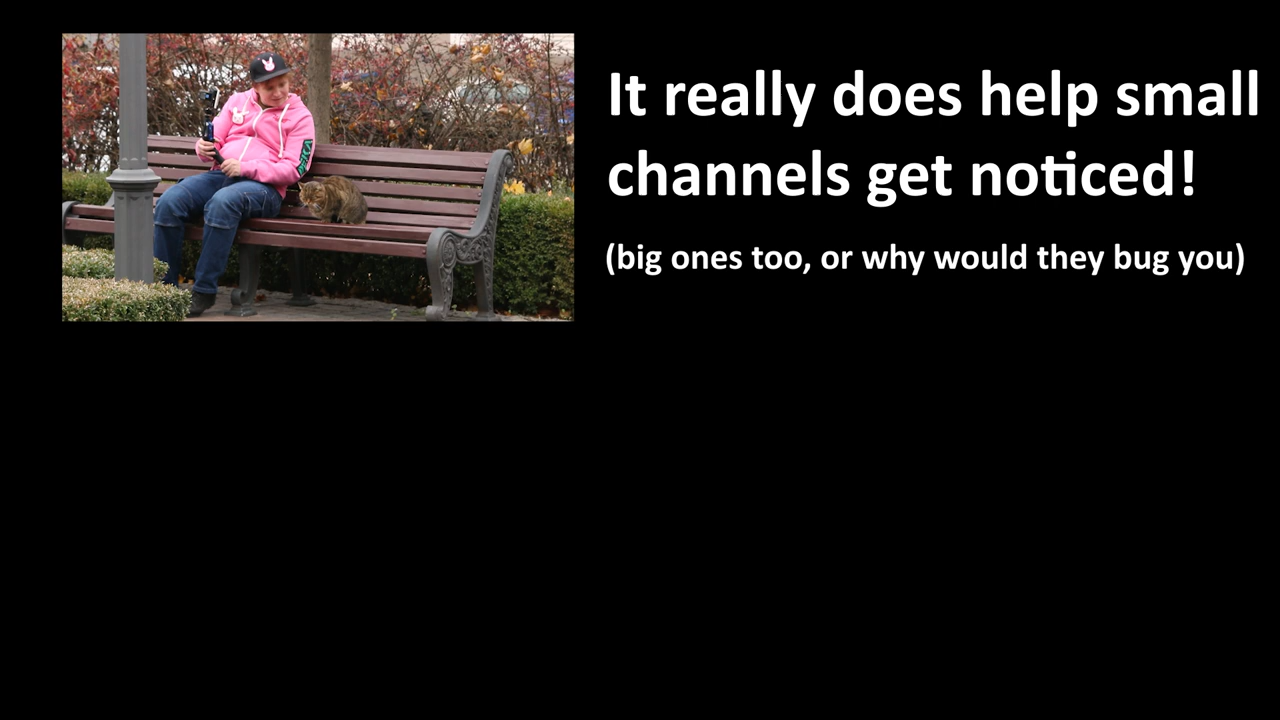 It really does help small
channels get noticed!
(big ones too, or why would they bug you)